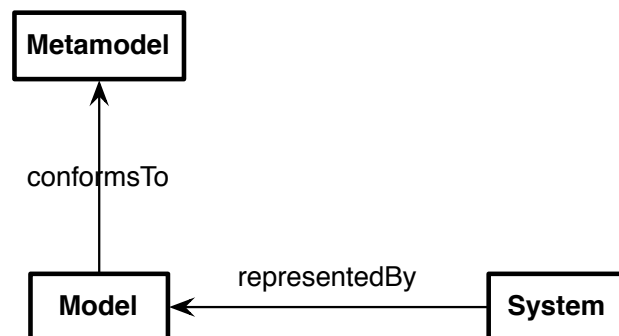 Metamodel
conformsTo
representedBy
Model
System